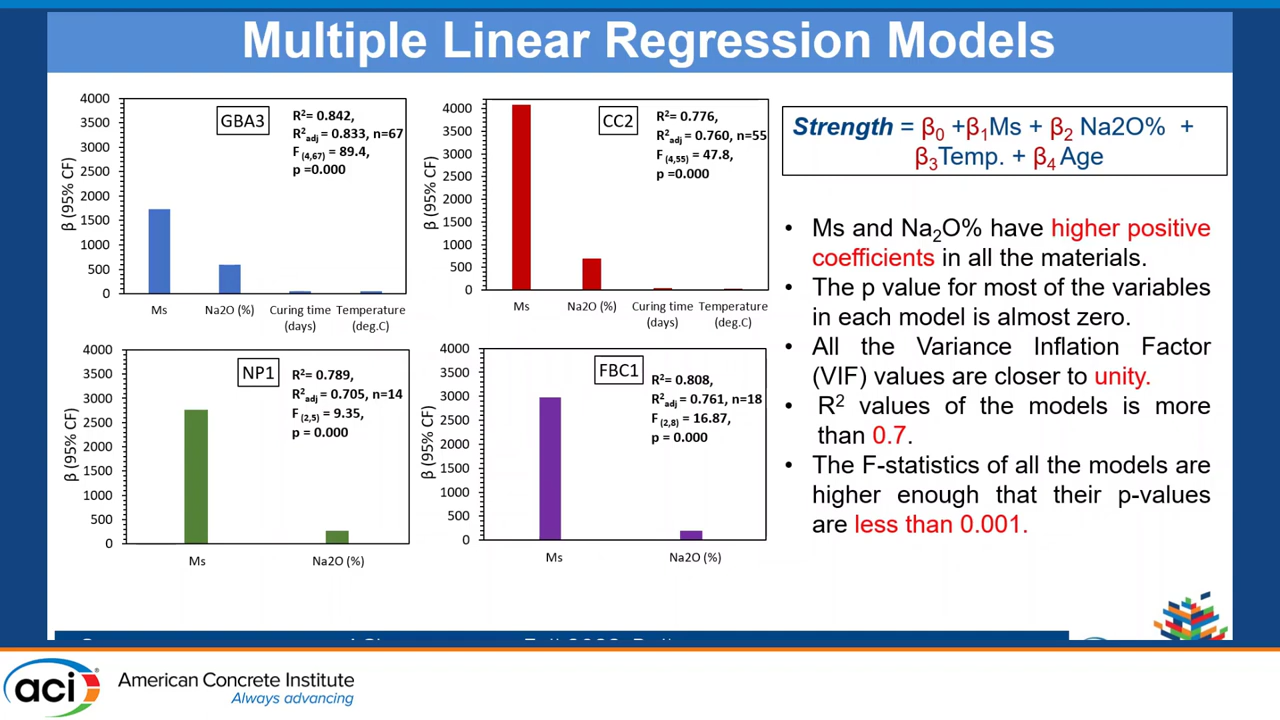 Multiple Linear Regression Models
4000
3500
3000
2500
2000
1500
1000
500
0
β (95% CF)
GBA3
R²= 0.842,
R²adj = 0.833, n=67
F (4,67) = 89.4,
p =0.000
Ms
Na2O (%)
Curing time
(days)
Temperature
(deg.C)
4000
3500
3000
2500
2000
1500
1000
500
0
β (95% CF)
CC2
R²= 0.776,
R²adj = 0.760, n=55
F (4,55) = 47.8,
p =0.000
Ms
Na2O (%)
Curing time
(days)
Temperature
(deg.C)
4000
3500
3000
2500
2000
1500
1000
500
0
β (95% CF)
NP1
R²= 0.789,
R²adj = 0.705, n=14
F (2,5) = 9.35,
p = 0.000
Ms
Na2O (%)
4000
3500
3000
2500
2000
1500
1000
500
0
β (95% CF)
FBC1
R²= 0.808,
R²adj = 0.761, n=18
F (2,8) = 16.87,
p = 0.000
Ms
Na2O (%)
Strength = β₀ +β₁Ms + β₂ Na2O% +
β₃Temp. + β₄ Age
• Ms and Na₂O% have higher positive
coefficients in all the materials.
• The p value for most of the variables
in each model is almost zero.
• All the Variance Inflation Factor
(VIF) values are closer to unity.
• R² values of the models is more
than 0.7.
• The F-statistics of all the models are
higher enough that their p-values
are less than 0.001.
aci
American Concrete Institute
Always advancing